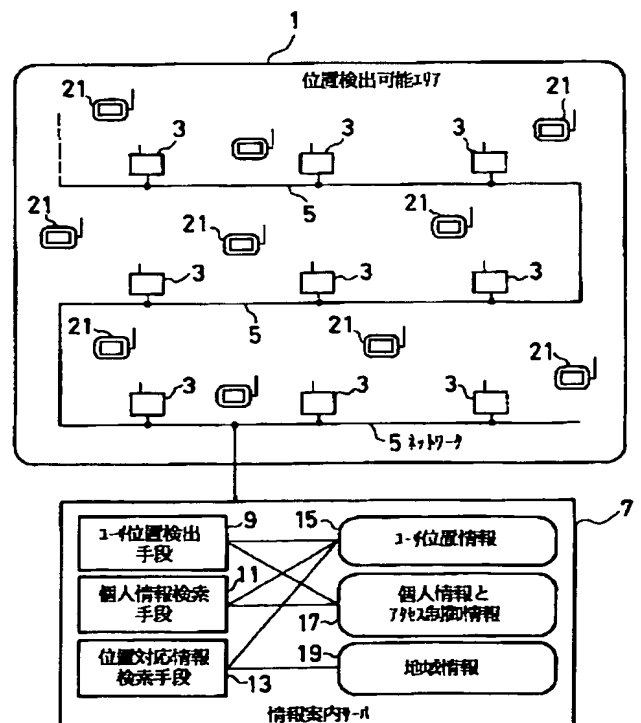 1
位置検出可能エリア
21
21
3
3
3
5
21
21
21
3
3
3
5
21
21
21
3
3
3
5 ネットワーク
7
ユーザ位置検出
手段
9
15
ユーザ位置情報
個人情報検索
手段
11
個人情報と
アクセス制御情報
17
位置対応情報
検索手段
13
19
地域情報
情報案内サーバ